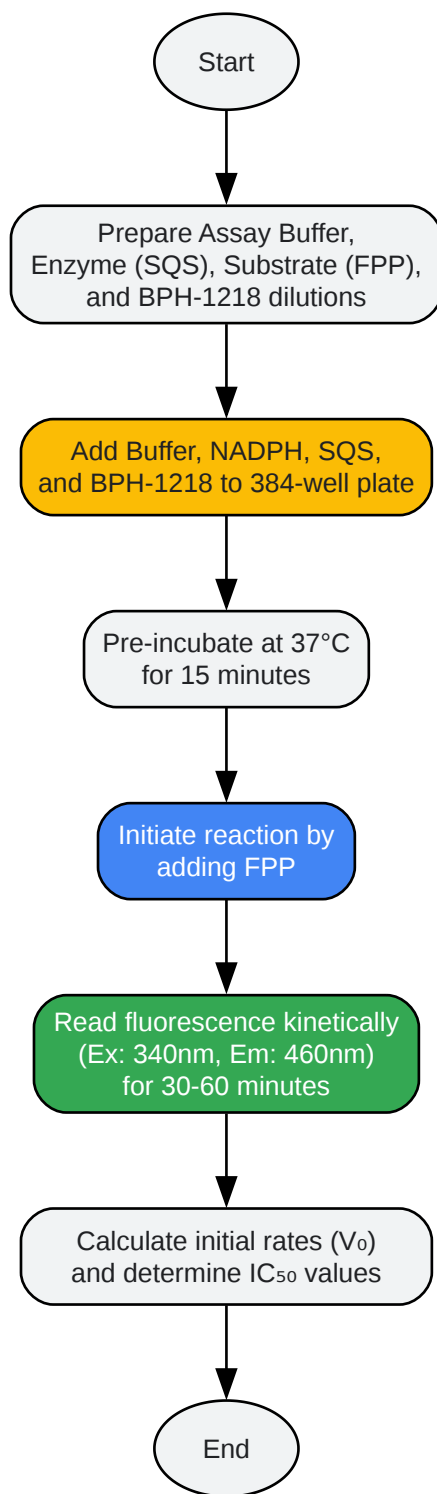 Start
Prepare Assay Buffer,
Enzyme (SQS), Substrate (FPP),
and BPH-1218 dilutions
Add Buffer, NADPH, SQS,
and BPH-1218 to 384-well plate
Pre-incubate at 37°C
for 15 minutes
Initiate reaction by
adding FPP
Read fluorescence kinetically
(Ex: 340nm, Em: 460nm)
for 30-60 minutes
Calculate initial rates (V₀)
and determine IC₅₀ values
End